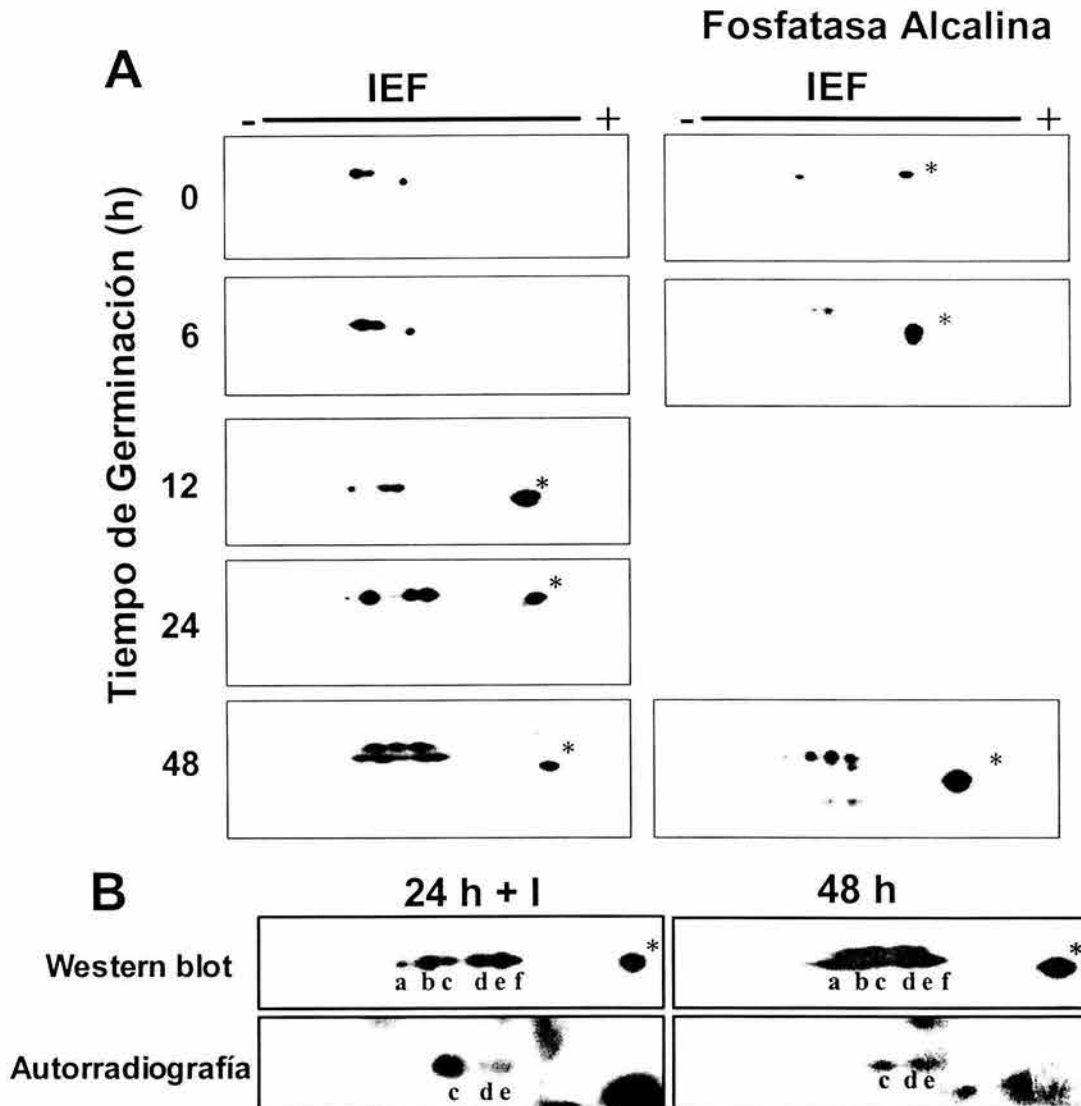 Fosfatasa Alcalina
A
IEF
IEF
- +
- +
Tiempo de Germinación (h)
0
*
6
*
12
*
24
*
48
*
*
B
24 h + I
48 h
Western blot
a b c d e f
*
a b c d e f
*
Autorradiografía
c d e
c d e